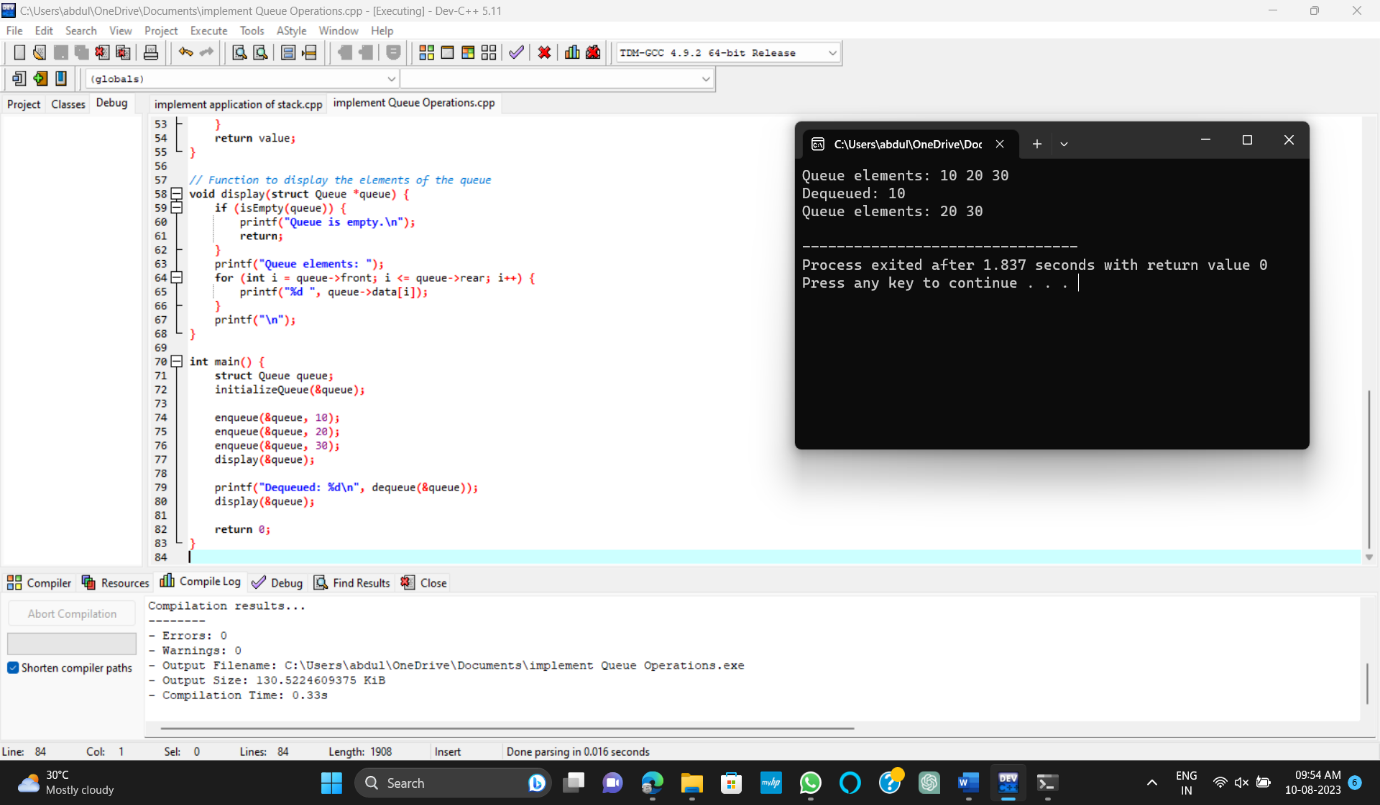 C:\Users\abdul\OneDrive\Documents\implement Queue Operations.cpp - [Executing] - Dev-C++ 5.11
File Edit Search View Project Execute Tools AStyle Window Help
TDM-GCC 4.9.2 64-bit Release
(globals)
Project Classes Debug
implement application of stack.cpp implement Queue Operations.cpp
53 }
54 return value;
55 }
56
57 // Function to display the elements of the queue
58 void display(struct Queue *queue) {
59 if (isEmpty(queue)) {
60 printf("Queue is empty.\n");
61 return;
62 }
63 printf("Queue elements: ");
64 for (int i = queue->front; i <= queue->rear; i++) {
65 printf("%d ", queue->data[i]);
66 }
67 printf("\n");
68 }
69
70 int main() {
71 struct Queue queue;
72 initializeQueue(&queue);
73
74 enqueue(&queue, 10);
75 enqueue(&queue, 20);
76 enqueue(&queue, 30);
77 display(&queue);
78
79 printf("Dequeued: %d\n", dequeue(&queue));
80 display(&queue);
81
82 return 0;
83 }
84
C:\Users\abdul\OneDrive\Doc
Queue elements: 10 20 30
Dequeued: 10
Queue elements: 20 30
--------------------------------
Process exited after 1.837 seconds with return value 0
Press any key to continue . . .
Compiler Resources Compile Log Debug Find Results Close
Abort Compilation
Shorten compiler paths
Compilation results...
--------
- Errors: 0
- Warnings: 0
- Output Filename: C:\Users\abdul\OneDrive\Documents\implement Queue Operations.exe
- Output Size: 130.5224609375 KiB
- Compilation Time: 0.33s
Line: 84 Col: 1 Sel: 0 Lines: 84 Length: 1908 Insert Done parsing in 0.016 seconds
30°C
Mostly cloudy
Search
myhp
W
DEV
ENG
IN
09:54 AM
10-08-2023
6